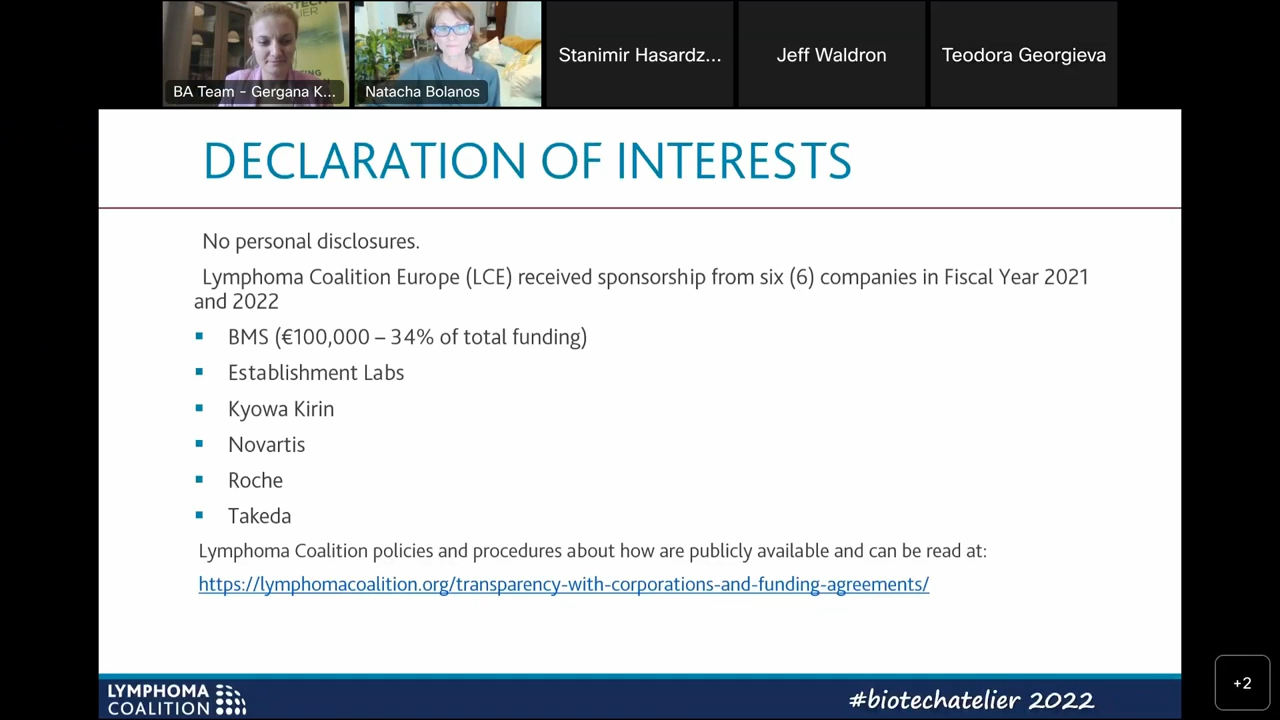 BA Team - Gergana K...
Natacha Bolanos
Stanimir Hasardz...
Jeff Waldron
Teodora Georgieva
DECLARATION OF INTERESTS
No personal disclosures.
Lymphoma Coalition Europe (LCE) received sponsorship from six (6) companies in Fiscal Year 2021
and 2022
▪ BMS (€100,000 – 34% of total funding)
▪ Establishment Labs
▪ Kyowa Kirin
▪ Novartis
▪ Roche
▪ Takeda
Lymphoma Coalition policies and procedures about how are publicly available and can be read at:
https://lymphomacoalition.org/transparency-with-corporations-and-funding-agreements/
LYMPHOMA
COALITION
#biotechatelier 2022
+2